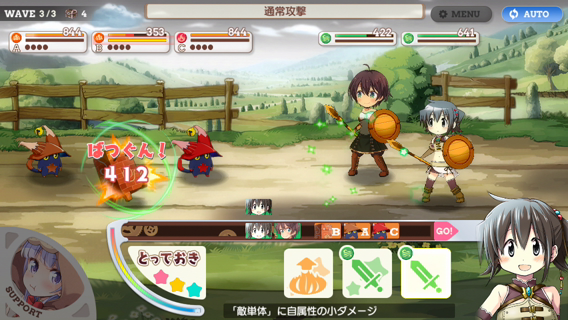 WAVE 3/3 4
通常攻撃
MENU
AUTO
844
353
844
422
641
A
B
C
ばつぐん!
412
B A C GO!
とっておき
SUPPORT
「敵単体」に自属性の小ダメージ